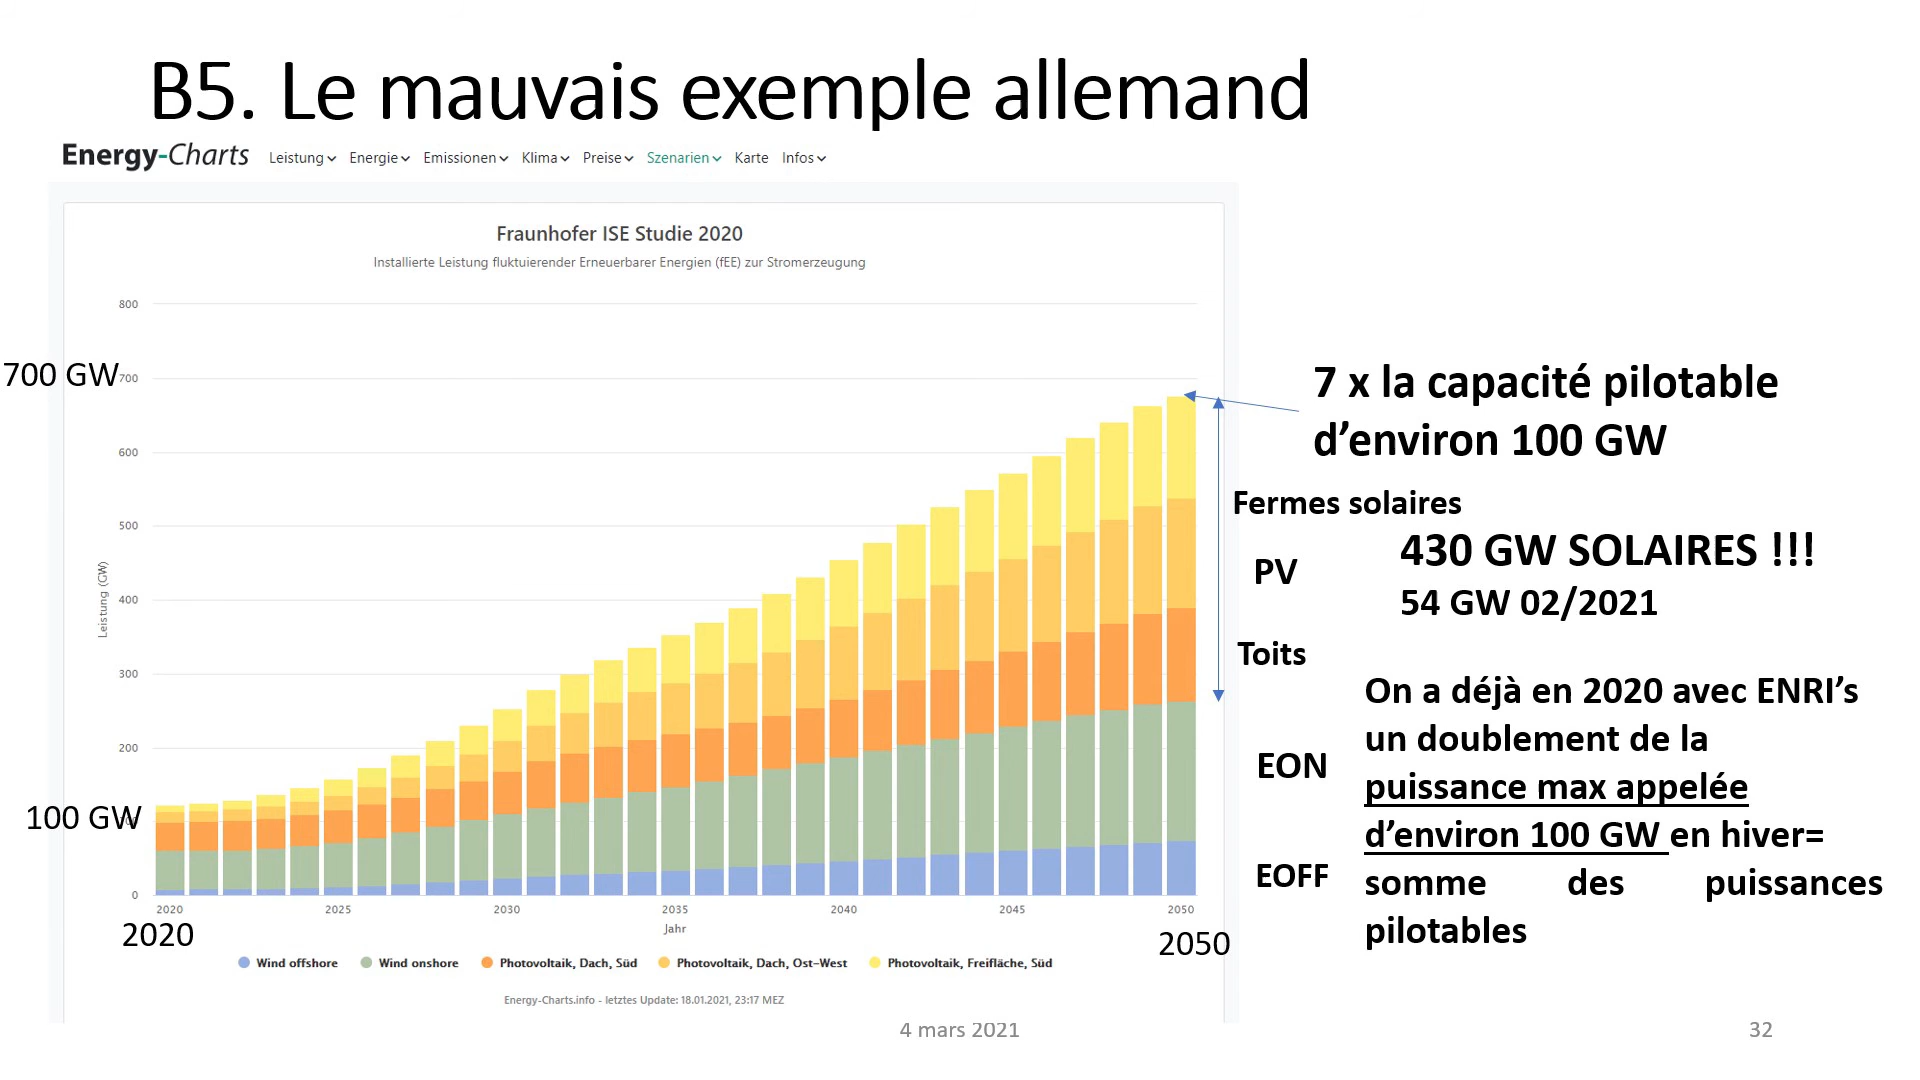 B5. Le mauvais exemple allemand
Energy-Charts Leistung Energie Emissionen Klima Preise Szenarien Karte Infos
Fraunhofer ISE Studie 2020
Installierte Leistung fluktuierender Erneuerbarer Energien (fEE) zur Stromerzeugung
800
700 GW
700
600
500
400
300
200
100 GW
0
Leistung (GW)
2020 2025 2030 2035 2040 2045 2050
Jahr
2020
2050
Wind offshore Wind onshore Photovoltaik, Dach, Süd Photovoltaik, Dach, Ost-West Photovoltaik, Freifläche, Süd
Energy-Charts.info - letztes Update: 18.01.2021, 23:17 MEZ
7 x la capacité pilotable
d’environ 100 GW
Fermes solaires
430 GW SOLAIRES !!!
PV
54 GW 02/2021
Toits
On a déjà en 2020 avec ENRI’s
un doublement de la
EON
puissance max appelée
d’environ 100 GW en hiver=
EOFF
somme des puissances
pilotables
4 mars 2021
32